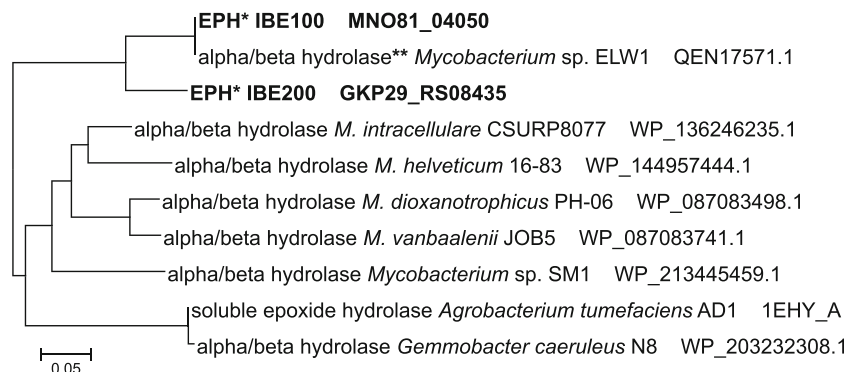 EPH* IBE100 MNO81_04050
alpha/beta hydrolase** Mycobacterium sp. ELW1 QEN17571.1
EPH* IBE200 GKP29_RS08435
alpha/beta hydrolase M. intracellulare CSURP8077 WP_136246235.1
alpha/beta hydrolase M. helveticum 16-83 WP_144957444.1
alpha/beta hydrolase M. dioxanotrophicus PH-06 WP_087083498.1
alpha/beta hydrolase M. vanbaalenii JOB5 WP_087083741.1
alpha/beta hydrolase Mycobacterium sp. SM1 WP_213445459.1
soluble epoxide hydrolase Agrobacterium tumefaciens AD1 1EHY_A
alpha/beta hydrolase Gemmobacter caeruleus N8 WP_203232308.1
0.05